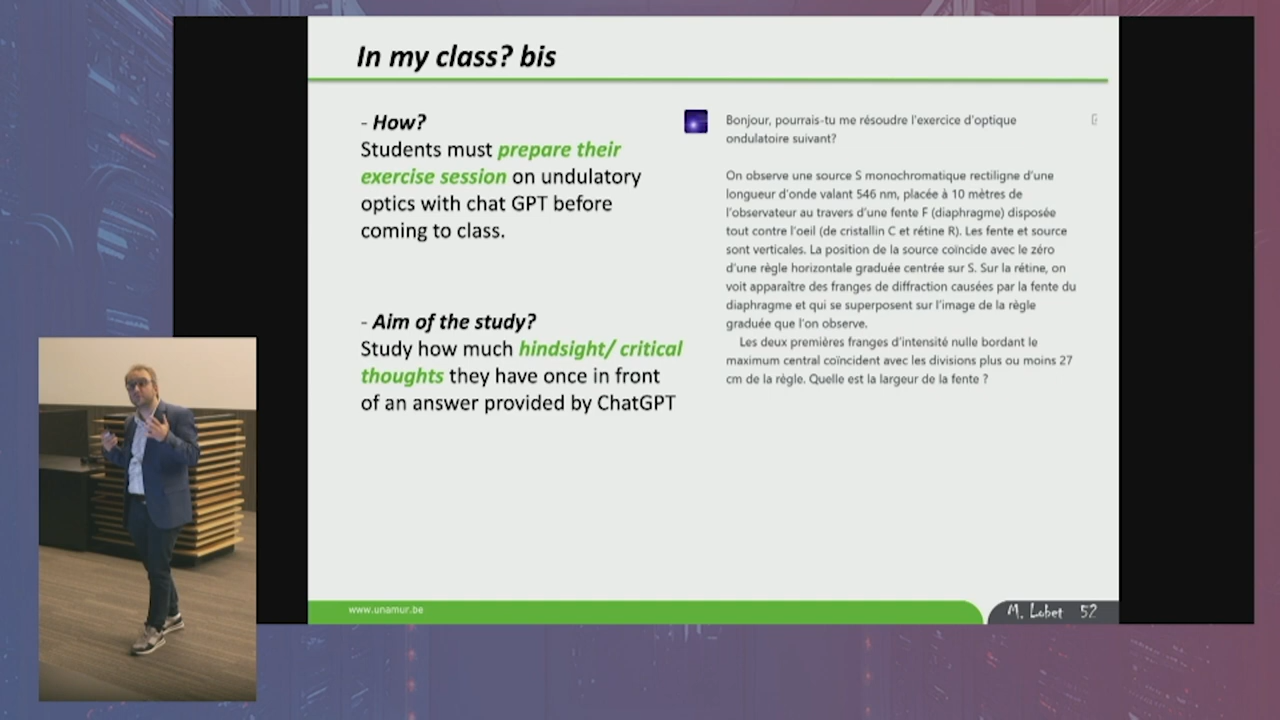 In my class? bis
- How?
Students must prepare their
exercise session on undulatory
optics with chat GPT before
coming to class.
- Aim of the study?
Study how much hindsight/ critical
thoughts they have once in front
of an answer provided by ChatGPT
Bonjour, pourrais-tu me résoudre l'exercice d'optique
ondulatoire suivant?
On observe une source S monochromatique rectiligne d'une
longueur d'onde valant 546 nm, placée à 10 mètres de
l'observateur au travers d'une fente F (diaphragme) disposée
tout contre l'oeil (de cristallin C et rétine R). Les fente et source
sont verticales. La position de la source coïncide avec le zéro
d'une règle horizontale graduée centrée sur S. Sur la rétine, on
voit apparaître des franges de diffraction causées par la fente du
diaphragme et qui se superposent sur l'image de la règle
graduée que l'on observe.
Les deux premières franges d'intensité nulle bordant le
maximum central coïncident avec les divisions plus ou moins 27
cm de la règle. Quelle est la largeur de la fente ?
www.unamur.be
M. Lobet 52